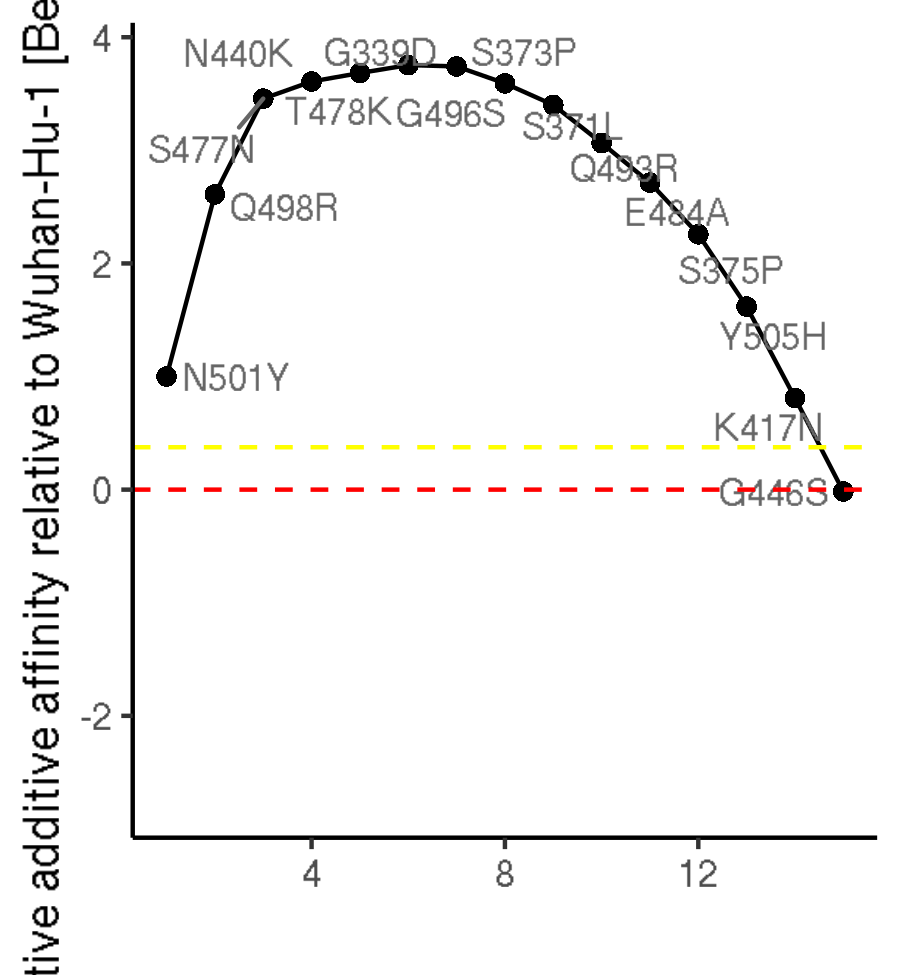 tive additive affinity relative to Wuhan-Hu-1 [Be
4
2
0
-2
N440K
G339D
S373P
T478K
G496S
S371L
S477N
Q493R
Q498R
E484A
S375P
Y505H
N501Y
K417N
G446S
4
8
12